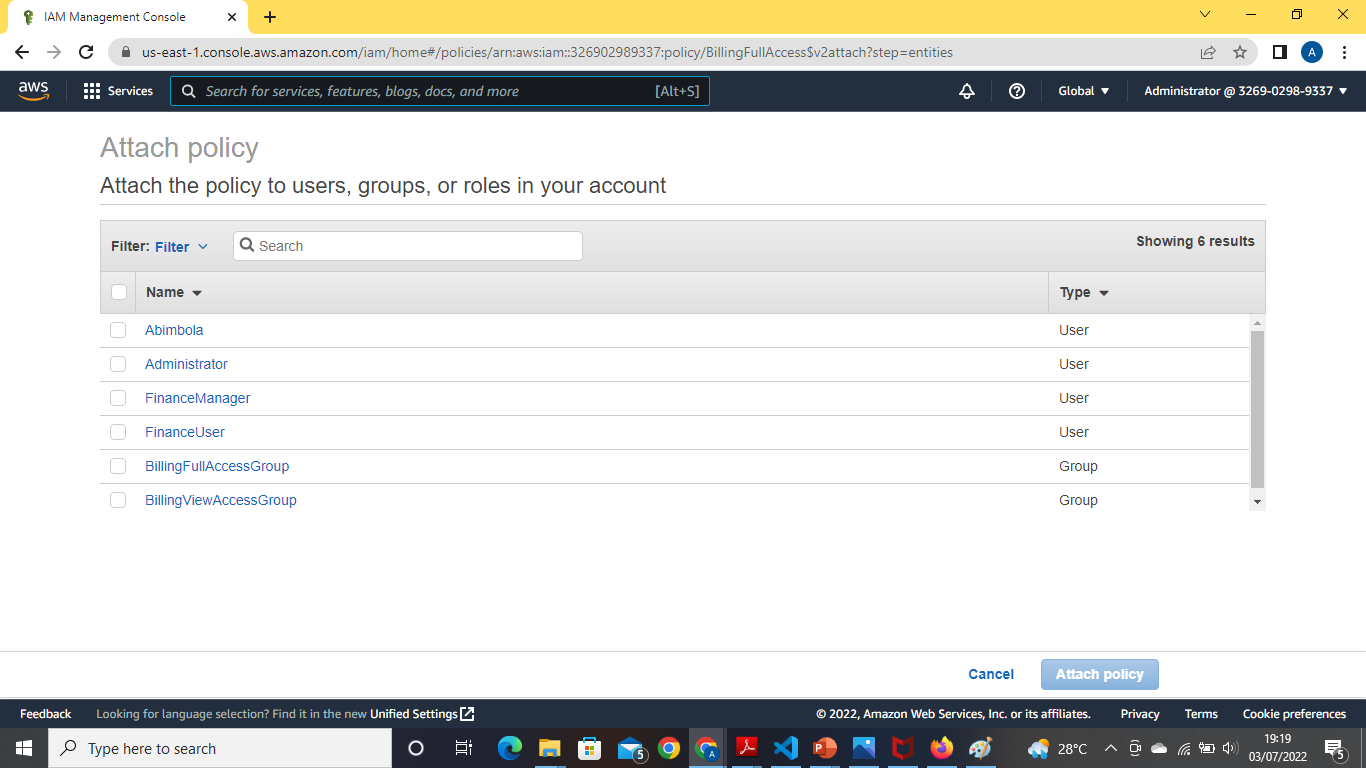 IAM Management Console
us-east-1.console.aws.amazon.com/iam/home#/policies/arn:aws:iam::326902989337:policy/BillingFullAccess$v2attach?step=entities
A
aws
Services
Search for services, features, blogs, docs, and more
[Alt+S]
Global
Administrator @ 3269-0298-9337
Attach policy
Attach the policy to users, groups, or roles in your account
Filter: Filter
Search
Showing 6 results
Name Type
Abimbola User
Administrator User
FinanceManager User
FinanceUser User
BillingFullAccessGroup Group
BillingViewAccessGroup Group
Cancel
Attach policy
Feedback
Looking for language selection? Find it in the new Unified Settings
© 2022, Amazon Web Services, Inc. or its affiliates.
Privacy
Terms
Cookie preferences
Type here to search
5
A
28°C
19:19
03/07/2022
5